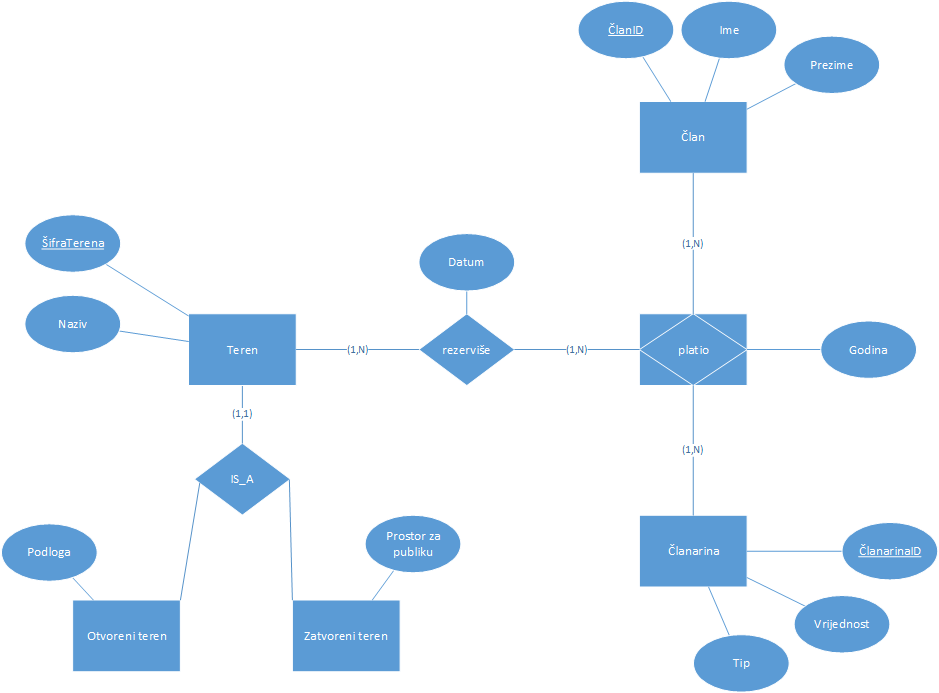 ČlanID
Ime
Prezime
Član
(1,N)
ŠifraTerena
Datum
Naziv
Teren
(1,N)
rezerviše
(1,N)
platio
Godina
(1,1)
(1,N)
IS_A
Podloga
Prostor za
publiku
Članarina
ČlanarinaID
Otvoreni teren
Zatvoreni teren
Vrijednost
Tip